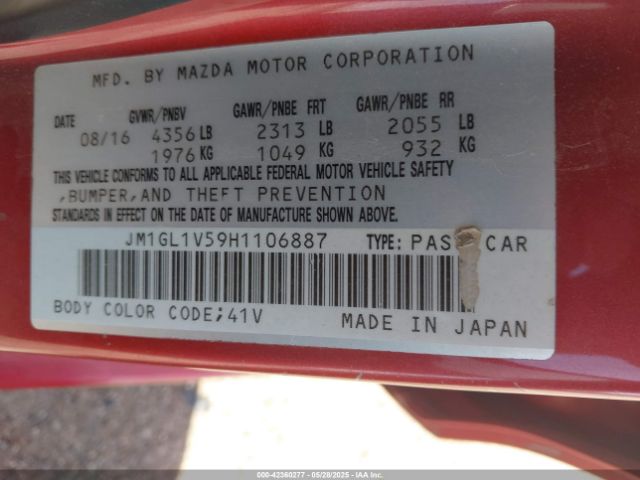 MFD. BY MAZDA MOTOR CORPORATION
DATE GVWR/PNBV GAWR/PNBE FRT GAWR/PNBE RR
08/16 4356 LB 2313 LB 2055 LB
1976 KG 1049 KG 932 KG
THIS VEHICLE CONFORMS TO ALL APPLICABLE FEDERAL MOTOR VEHICLE SAFETY
,BUMPER,AND THEFT PREVENTION
STANDARDS IN EFFECT ON THE DATE OF MANUFACTURE SHOWN ABOVE.
JM1GL1V59H1106887 TYPE: PASS CAR
BODY COLOR CODE;41V MADE IN JAPAN
000-42360277 - 05/28/2025 - IAAI.COM